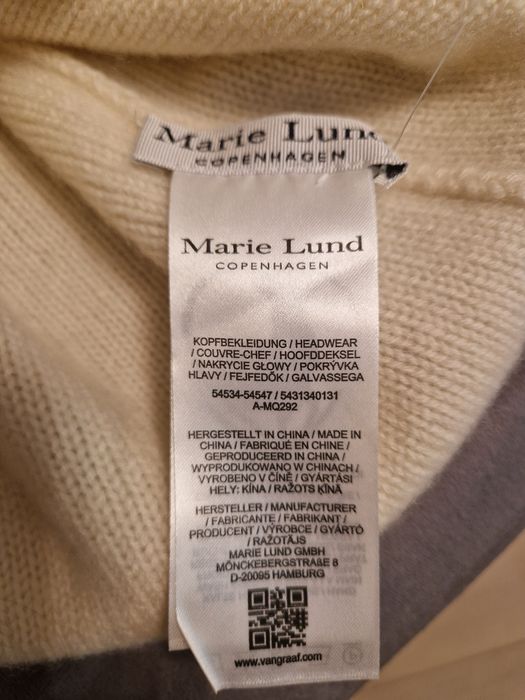 Marie Lun
COPENHAGEN
Marie Lund
COPENHAGEN
KOPFBEKLEIDUNG / HEADWEAR
/ COUVRE-CHEF / HOOFDDEKSEL
/ NAKRYCIE GŁOWY / POKRÝVKA
HLAVY / FEJFEDŐK / GALVASSEGA
54534-54547 / 5431340131
A-MQ292
HERGESTELLT IN CHINA / MADE IN
CHINA / FABRIQUÉ EN CHINE /
GEPRODUCEERD IN CHINA /
WYPRODUKOWANO W CHINACH /
VYROBENO V ČÍNĚ / GYÁRTÁSI
HELY: KÍNA / RAŽOTS ĶĪNĀ
HERSTELLER / MANUFACTURER
/ FABRICANTE / FABRIKANT /
PRODUCENT / VÝROBCE / GYÁRTÓ
/ RAŽOTĀJS
MARIE LUND GMBH
MÖNCKEBERGSTRAßE 8
D-20095 HAMBURG
www.vangraaf.com